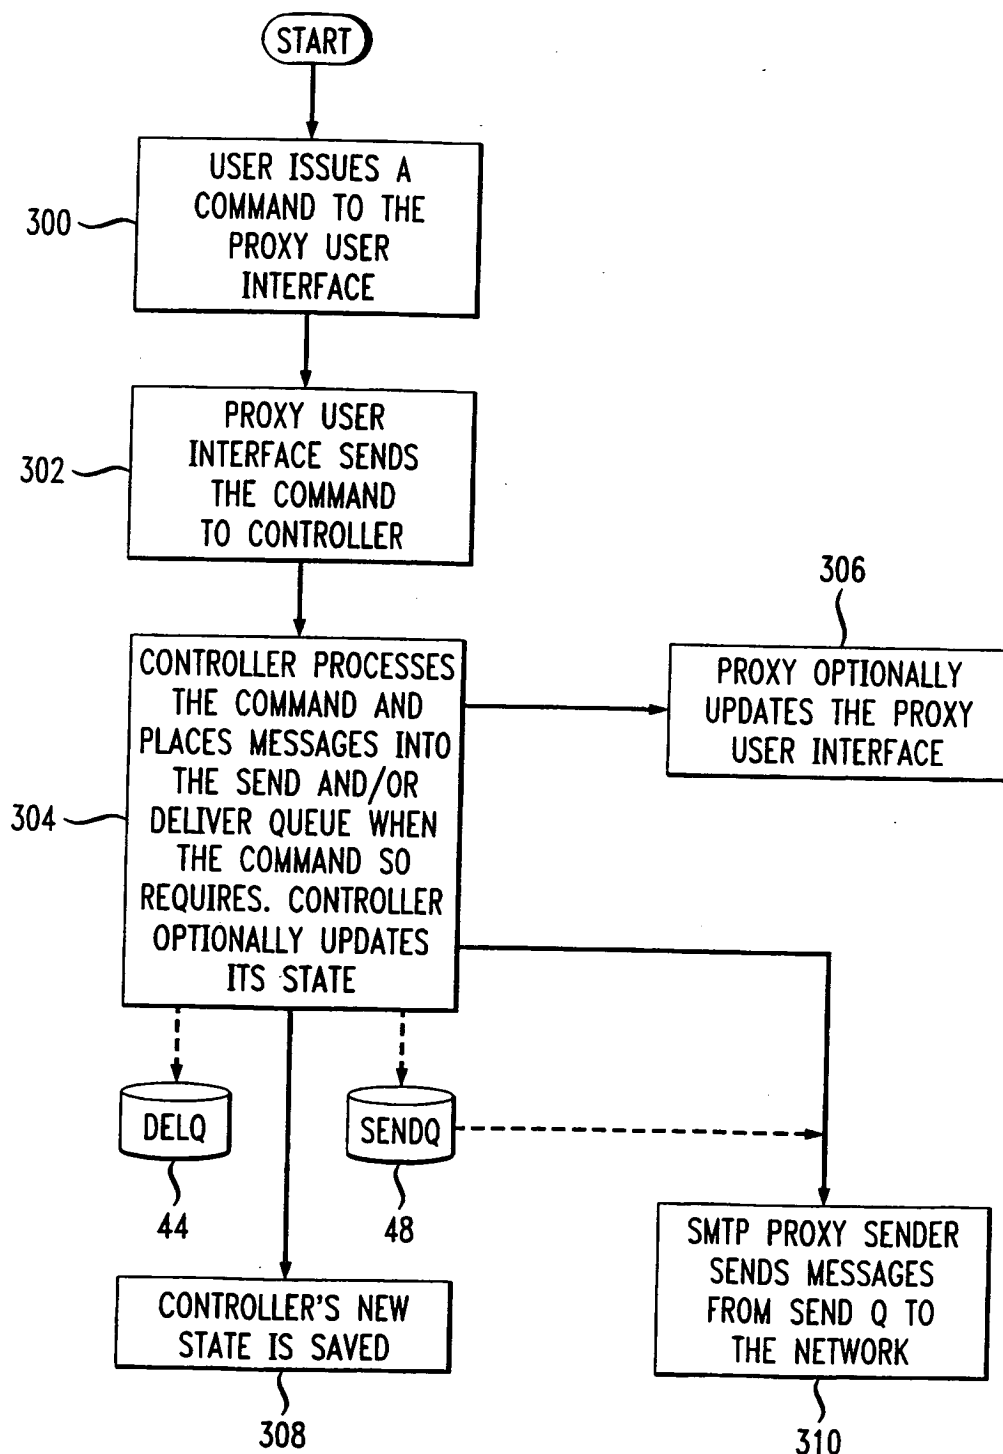 START
USER ISSUES A
COMMAND TO THE
PROXY USER
INTERFACE
300
PROXY USER
INTERFACE SENDS
THE COMMAND
TO CONTROLLER
302
CONTROLLER PROCESSES
THE COMMAND AND
PLACES MESSAGES INTO
THE SEND AND/OR
DELIVER QUEUE WHEN
THE COMMAND SO
REQUIRES. CONTROLLER
OPTIONALLY UPDATES
ITS STATE
304
306
PROXY OPTIONALLY
UPDATES THE PROXY
USER INTERFACE
DELQ
44
SENDQ
48
CONTROLLER'S NEW
STATE IS SAVED
308
SMTP PROXY SENDER
SENDS MESSAGES
FROM SEND Q TO
THE NETWORK
310